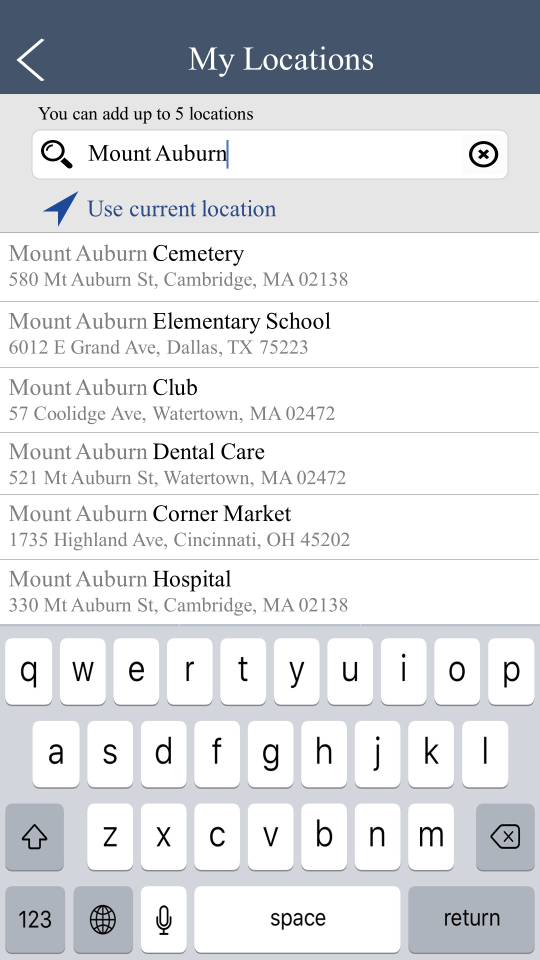 My Locations
You can add up to 5 locations
Mount Auburn
Use current location
Mount Auburn Cemetery
580 Mt Auburn St, Cambridge, MA 02138
Mount Auburn Elementary School
6012 E Grand Ave, Dallas, TX 75223
Mount Auburn Club
57 Coolidge Ave, Watertown, MA 02472
Mount Auburn Dental Care
521 Mt Auburn St, Watertown, MA 02472
Mount Auburn Corner Market
1735 Highland Ave, Cincinnati, OH 45202
Mount Auburn Hospital
330 Mt Auburn St, Cambridge, MA 02138
q w e r t y u i o p
a s d f g h j k l
z x c v b n m
123 space return